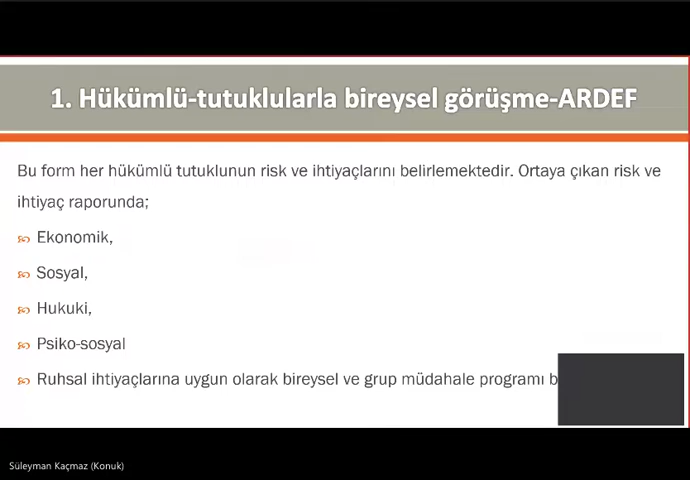 1. Hükümlü-tutuklularla bireysel görüşme-ARDEF
Bu form her hükümlü tutuklunun risk ve ihtiyaçlarını belirlemektedir. Ortaya çıkan risk ve
ihtiyaç raporunda;
Ekonomik,
Sosyal,
Hukuki,
Psiko-sosyal
Ruhsal ihtiyaçlarına uygun olarak bireysel ve grup müdahale programı
Süleyman Kaçmaz (Konuk)